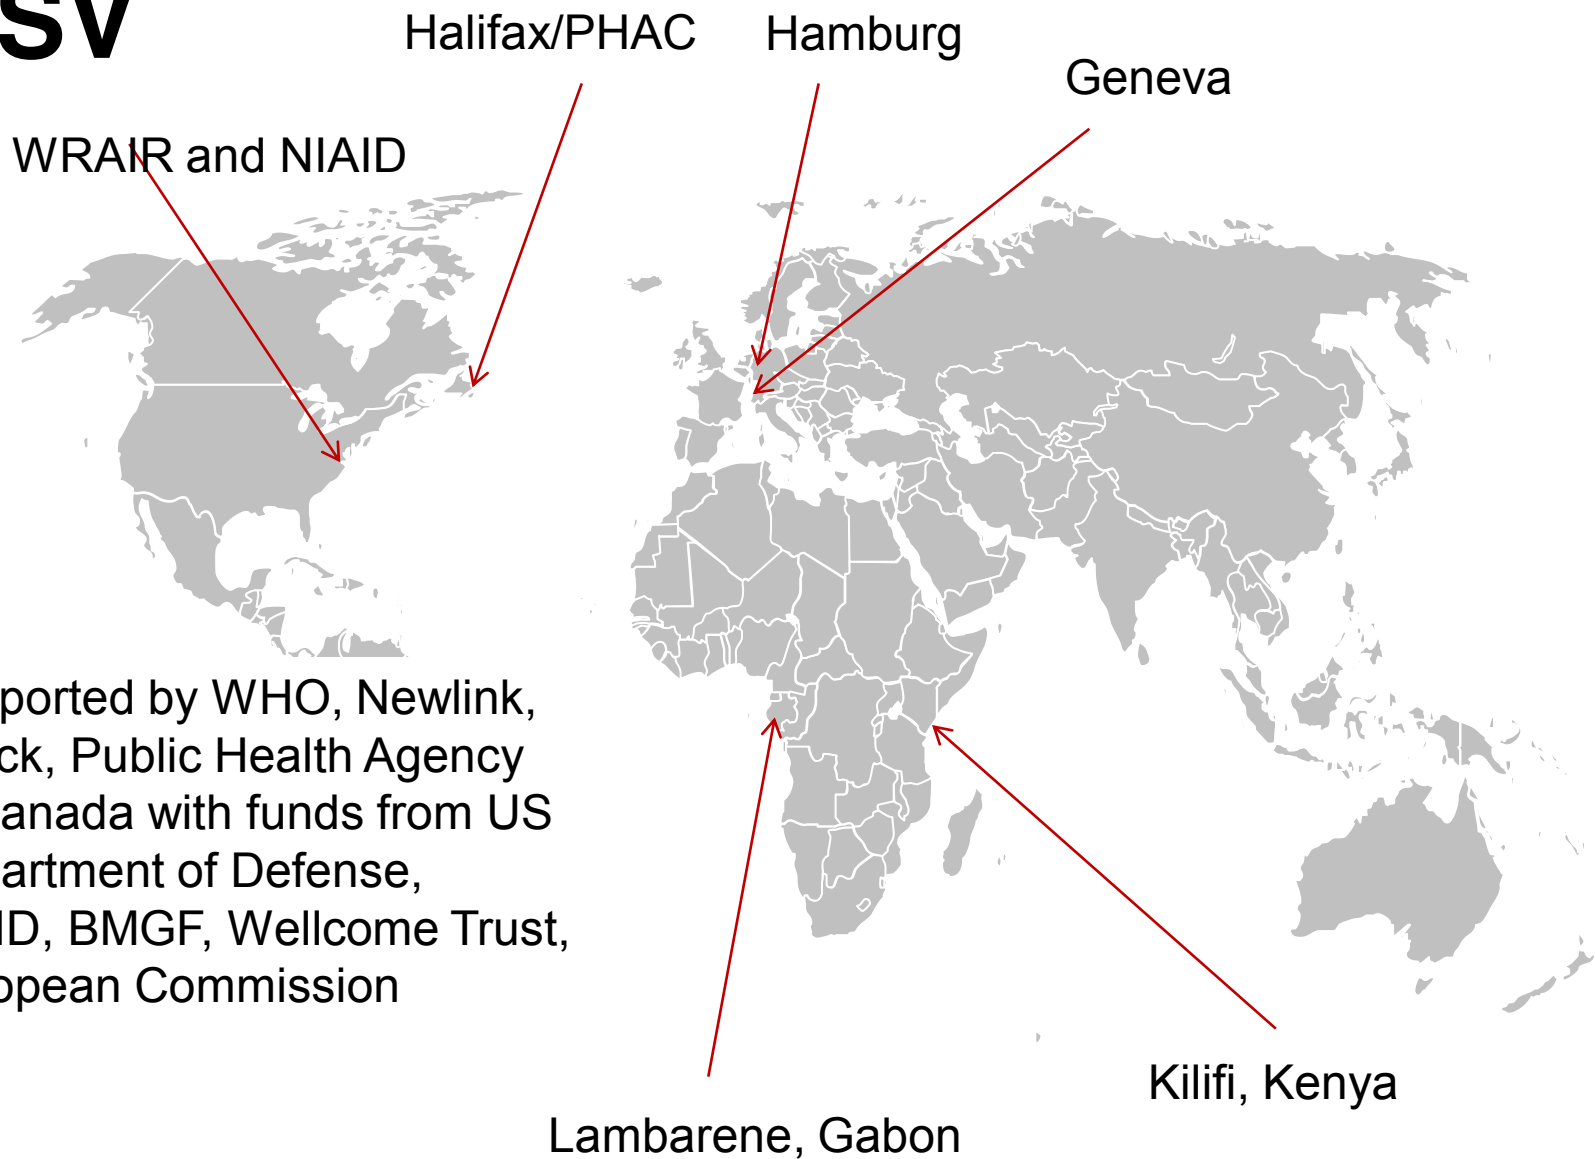 SV
Halifax/PHAC
Hamburg
Geneva
WRAIR and NIAID
ported by WHO, Newlink,
ck, Public Health Agency
anada with funds from US
artment of Defense,
ID, BMGF, Wellcome Trust,
opean Commission
Kilifi, Kenya
Lambarene, Gabon